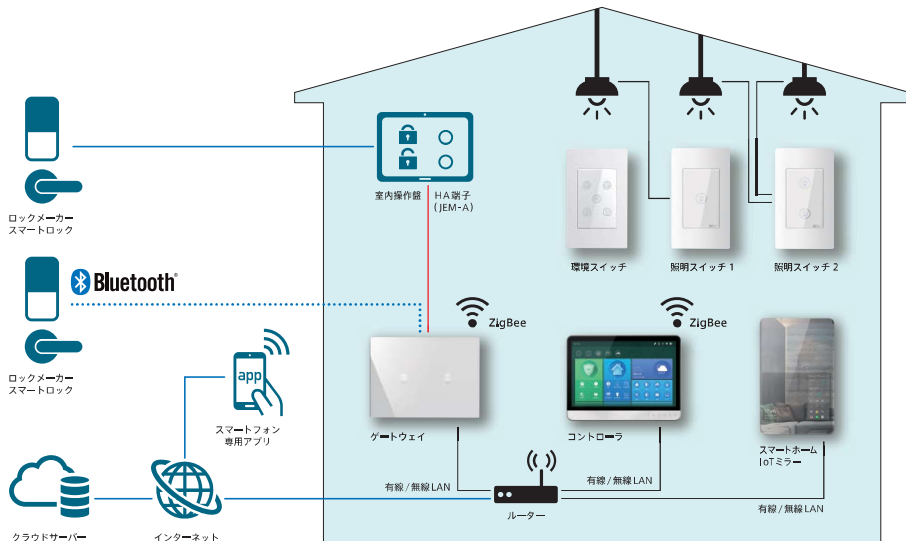 室内操作盤
HA端子
(JEM-A)
ロックメーカー
スマートロック
環境スイッチ
照明スイッチ 1
照明スイッチ 2
Bluetooth®
ZigBee
ZigBee
ロックメーカー
スマートロック
app
スマートフォン
専用アプリ
ゲートウェイ
コントローラ
スマートホーム
IoTミラー
有線/無線LAN
有線/無線LAN
有線/無線LAN
ルーター
クラウドサーバー
インターネット